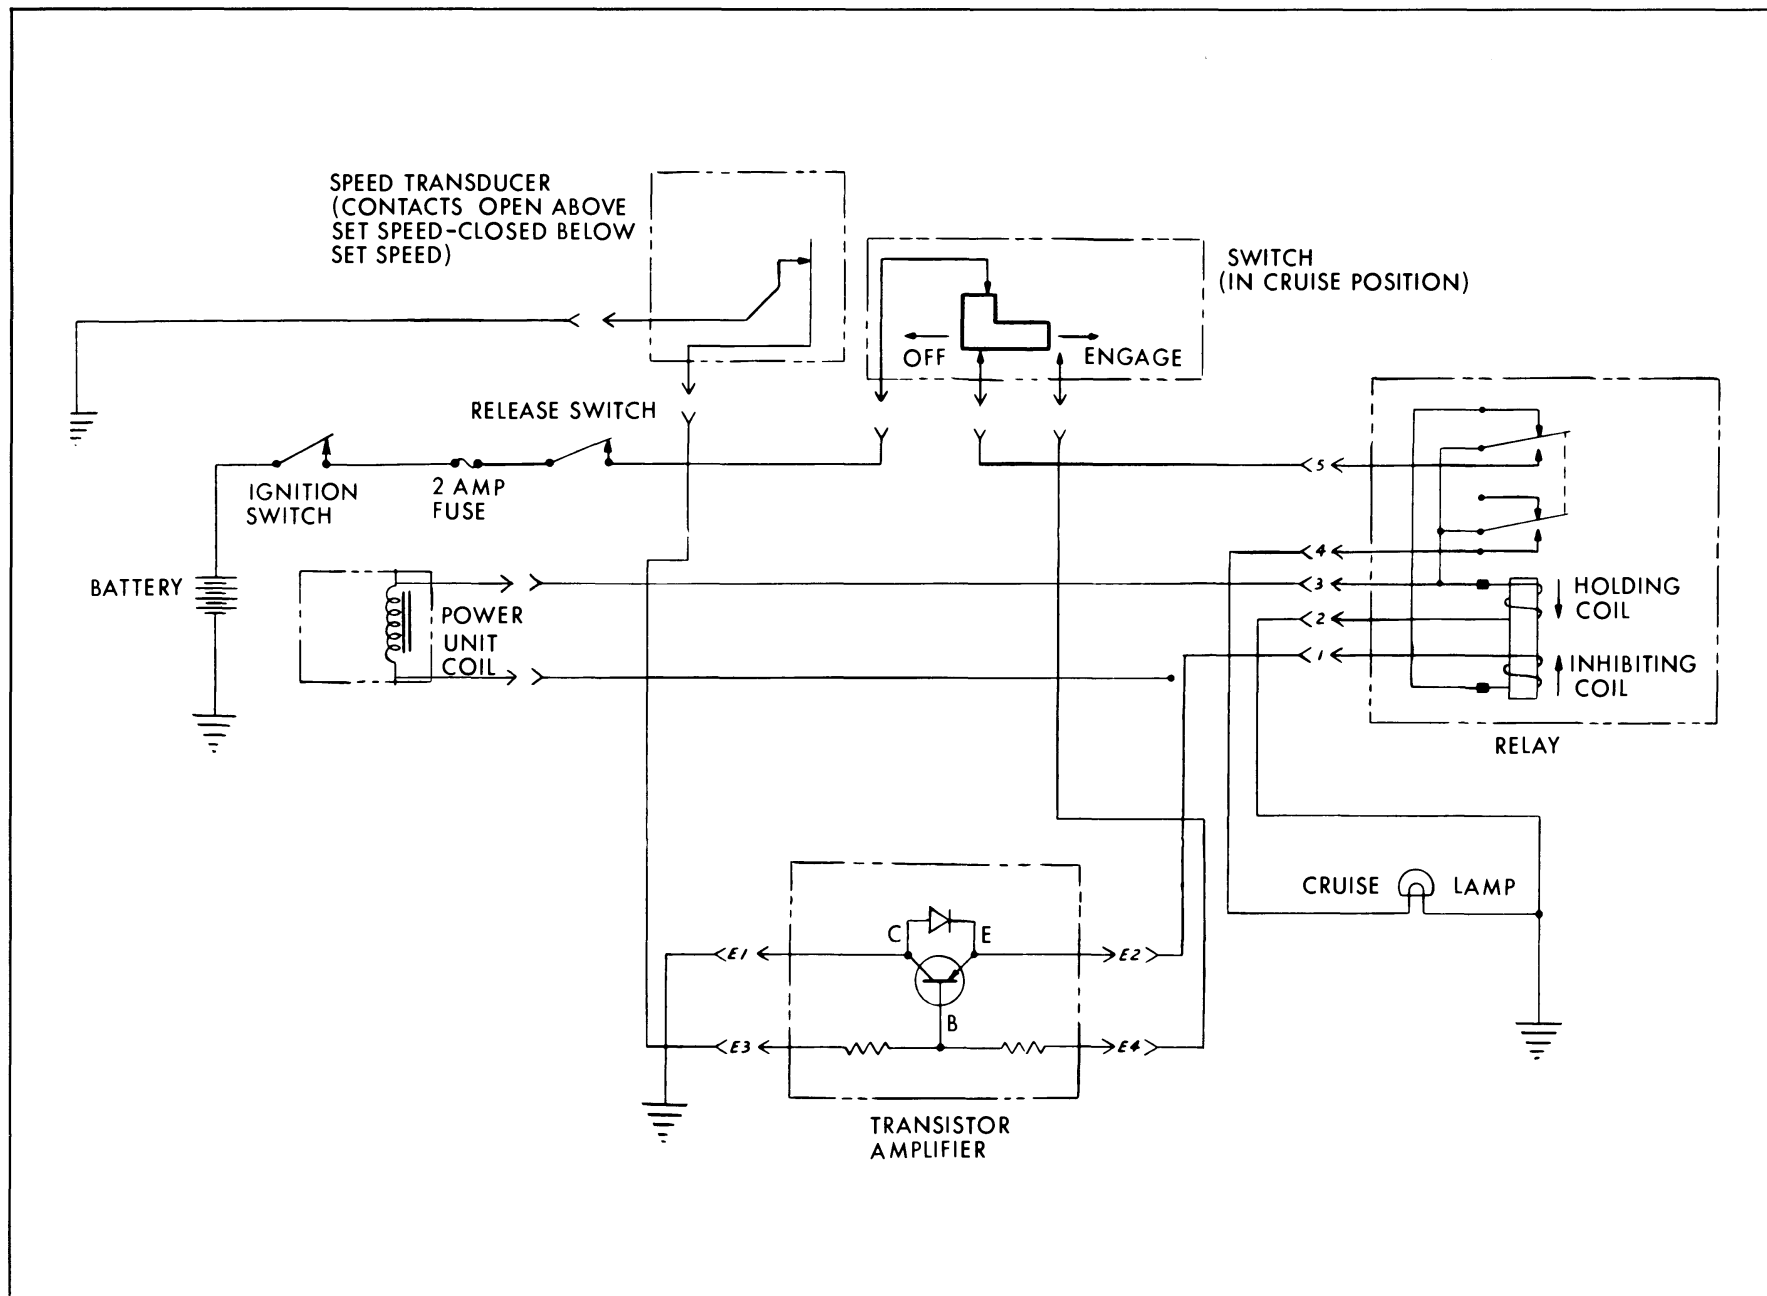 SPEED TRANSDUCER
(CONTACTS OPEN ABOVE
SET SPEED-CLOSED BELOW
SET SPEED)
SWITCH
(IN CRUISE POSITION)
OFF
ENGAGE
RELEASE SWITCH
5
IGNITION
SWITCH
2 AMP
FUSE
4
BATTERY
POWER
UNIT
COIL
3
HOLDING
COIL
2
1
INHIBITING
COIL
RELAY
CRUISE LAMP
C
E
E1
E2
B
E3
E4
TRANSISTOR
AMPLIFIER